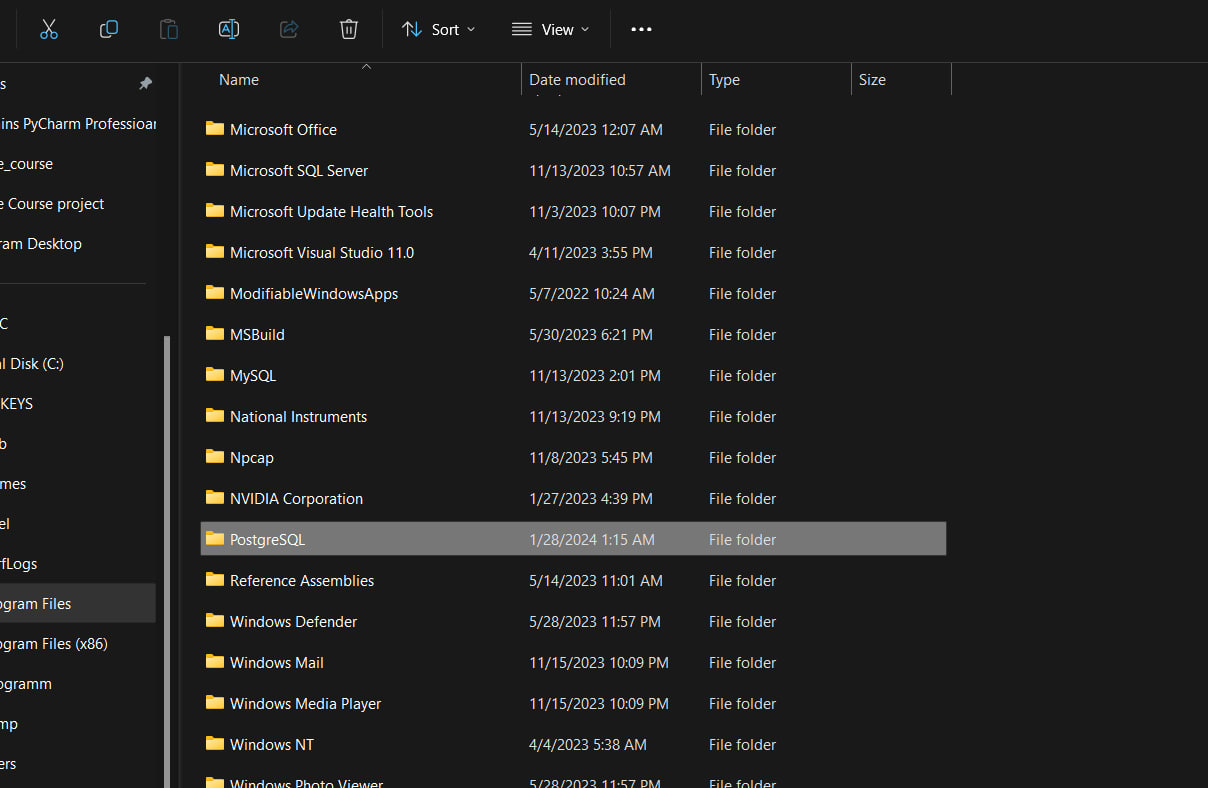 Sort View
Name Date modified Type Size
s
ins PyCharm Professioar
e_course
e Course project
ram Desktop
C
l Disk (C:)
KEYS
b
mes
el
rfLogs
ogram Files
ogram Files (x86)
ogramm
mp
ers
Microsoft Office 5/14/2023 12:07 AM File folder
Microsoft SQL Server 11/13/2023 10:57 AM File folder
Microsoft Update Health Tools 11/3/2023 10:07 PM File folder
Microsoft Visual Studio 11.0 4/11/2023 3:55 PM File folder
ModifiableWindowsApps 5/7/2022 10:24 AM File folder
MSBuild 5/30/2023 6:21 PM File folder
MySQL 11/13/2023 2:01 PM File folder
National Instruments 11/13/2023 9:19 PM File folder
Npcap 11/8/2023 5:45 PM File folder
NVIDIA Corporation 1/27/2023 4:39 PM File folder
PostgreSQL 1/28/2024 1:15 AM File folder
Reference Assemblies 5/14/2023 11:01 AM File folder
Windows Defender 5/28/2023 11:57 PM File folder
Windows Mail 11/15/2023 10:09 PM File folder
Windows Media Player 11/15/2023 10:09 PM File folder
Windows NT 4/4/2023 5:38 AM File folder
Windows Photo Viewer 5/28/2023 11:57 PM File folder